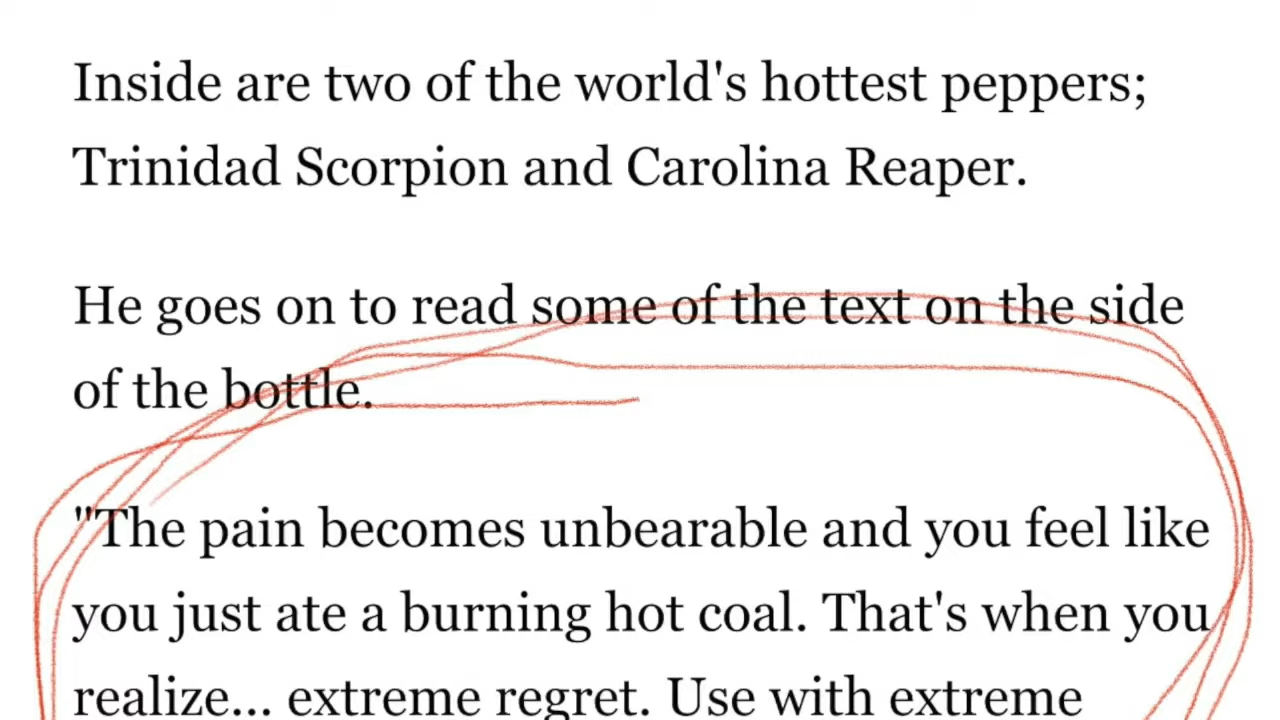 Inside are two of the world's hottest peppers;
Trinidad Scorpion and Carolina Reaper.
He goes on to read some of the text on the side
of the bottle.
"The pain becomes unbearable and you feel like
you just ate a burning hot coal. That's when you
realize... extreme regret. Use with extreme